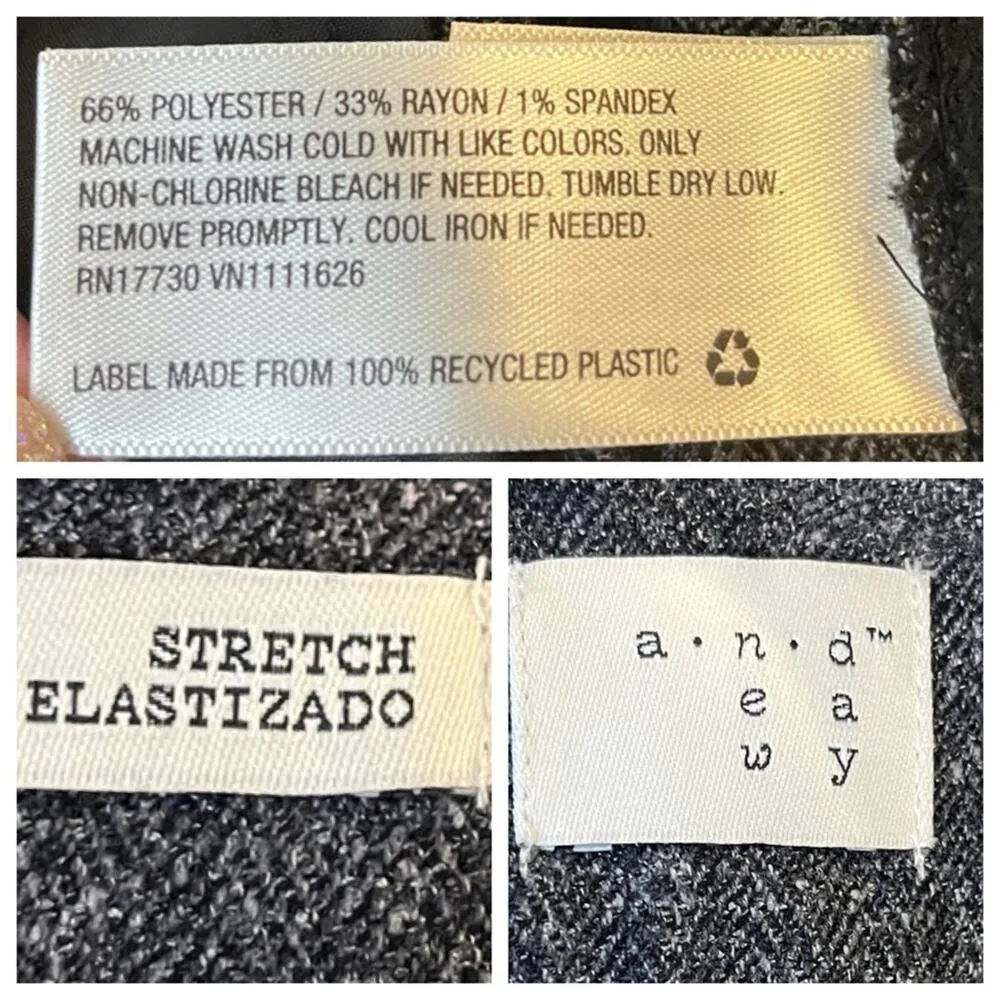 66% POLYESTER / 33% RAYON / 1% SPANDEX
MACHINE WASH COLD WITH LIKE COLORS. ONLY
NON-CHLORINE BLEACH IF NEEDED. TUMBLE DRY LOW.
REMOVE PROMPTLY. COOL IRON IF NEEDED.
RN17730 VN1111626
LABEL MADE FROM 100% RECYCLED PLASTIC
STRETCH
ELASTIZADO
a • n • d™
e a
w y